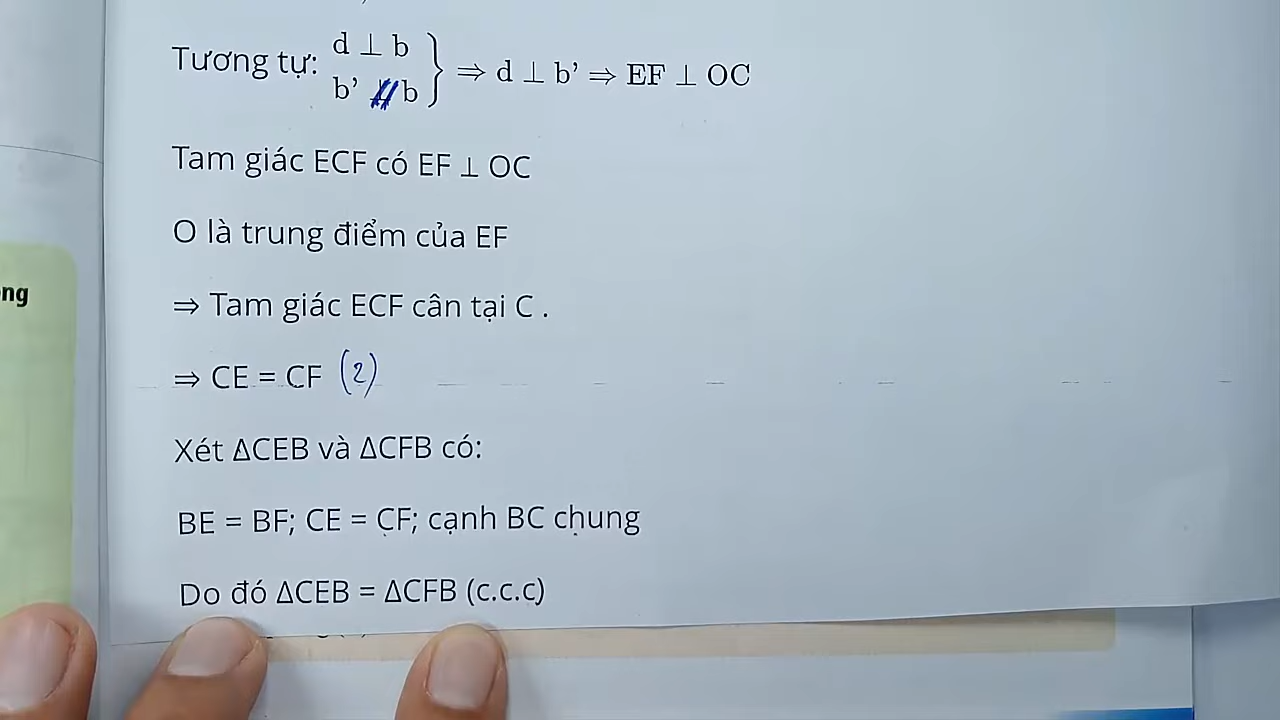 Tương tự: d ⊥ b
b' // b } ⇒ d ⊥ b' ⇒ EF ⊥ OC
Tam giác ECF có EF ⊥ OC
O là trung điểm của EF
⇒ Tam giác ECF cân tại C .
⇒ CE = CF (2)
Xét ΔCEB và ΔCFB có:
BE = BF; CE = CF; cạnh BC chung
Do đó ΔCEB = ΔCFB (c.c.c)